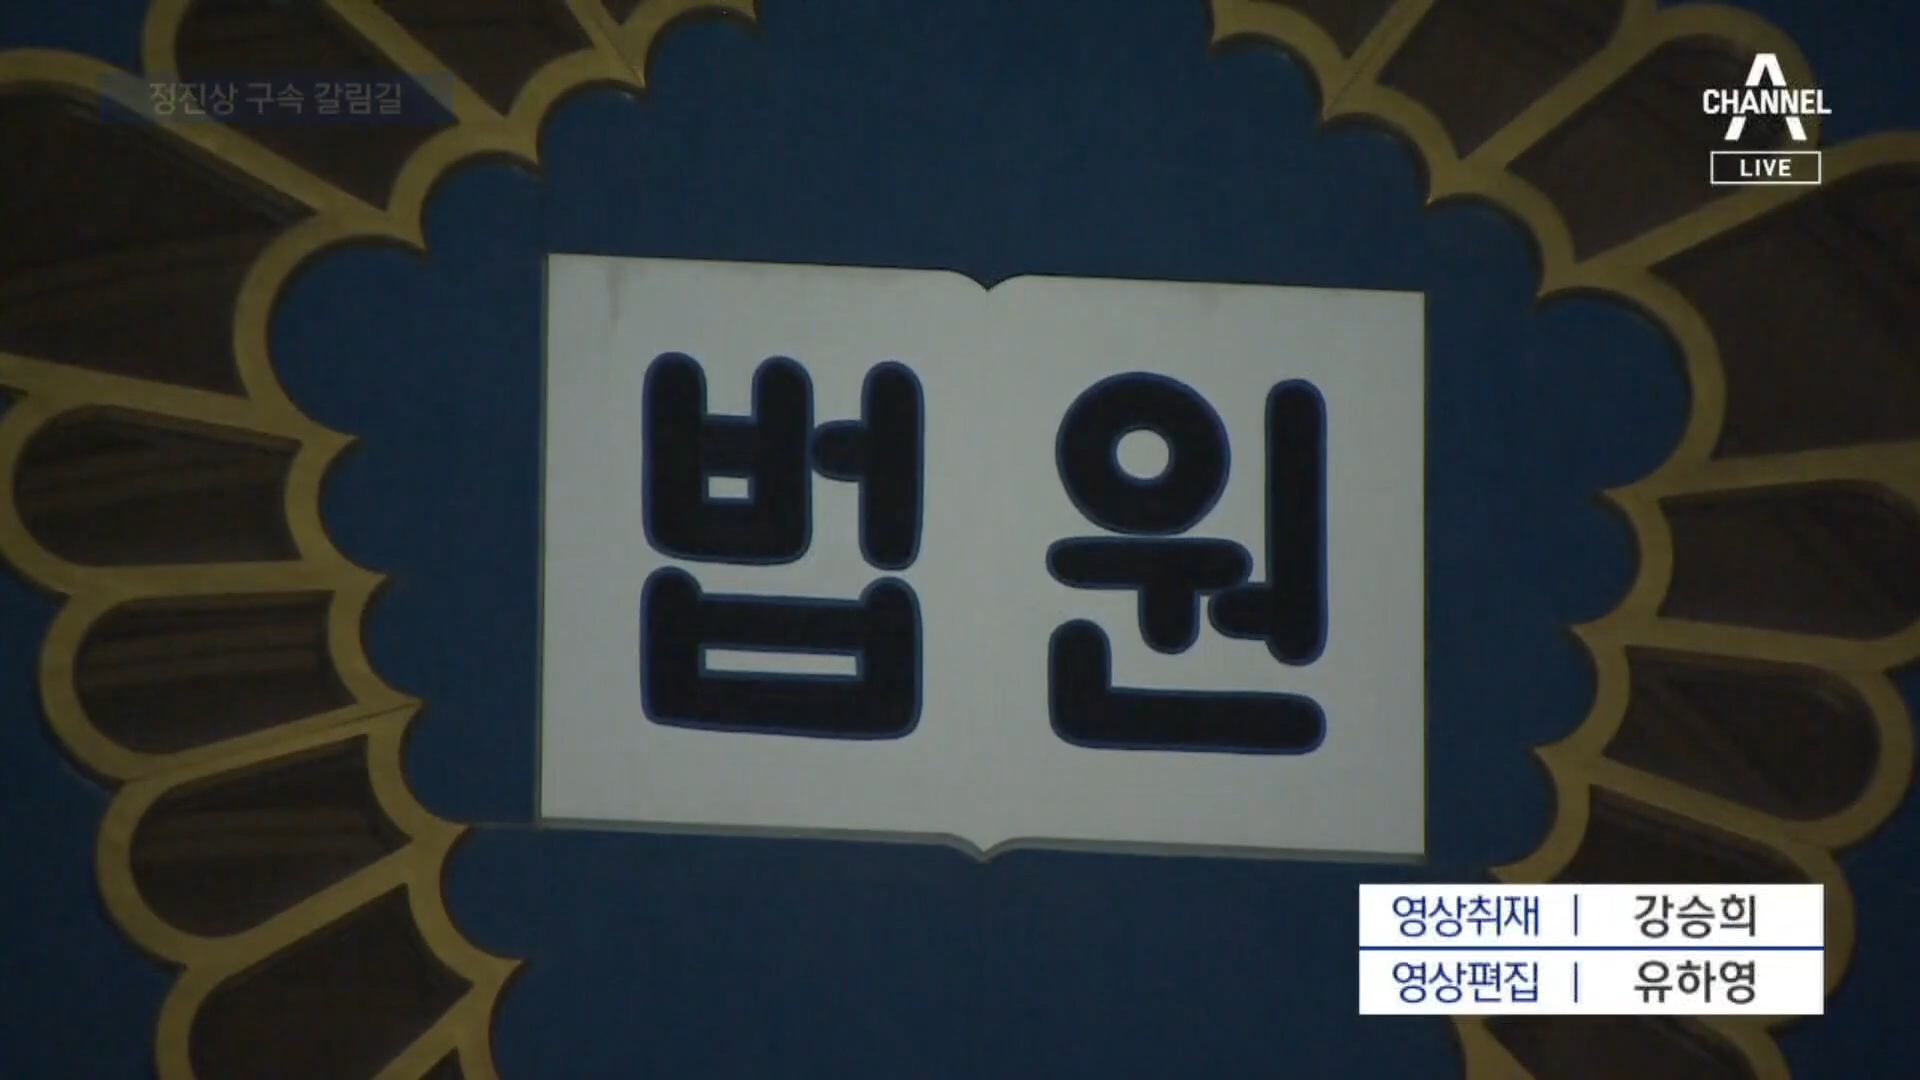 정진상 구속 갈림길
CHANNEL A
LIVE
법원
영상취재 | 강승희
영상편집 | 유하영